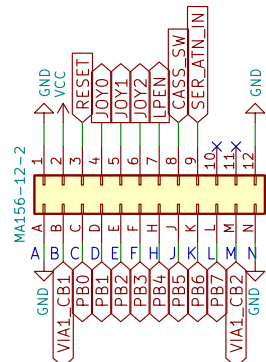 GND
VCC
RESET
JOY0
JOY1
JOY2
LPEN
CASS_SW
SER_ATN_IN
1 2 3 4 5 6 7 8 9 10 11 12
MA156-12-2
A B C D E F H J K L M N
A B C D E F H J K L M N
GND
VIA1_CB1
PB0
PB1
PB2
PB3
PB4
PB5
PB6
PB7
VIA1_CB2
GND
GND